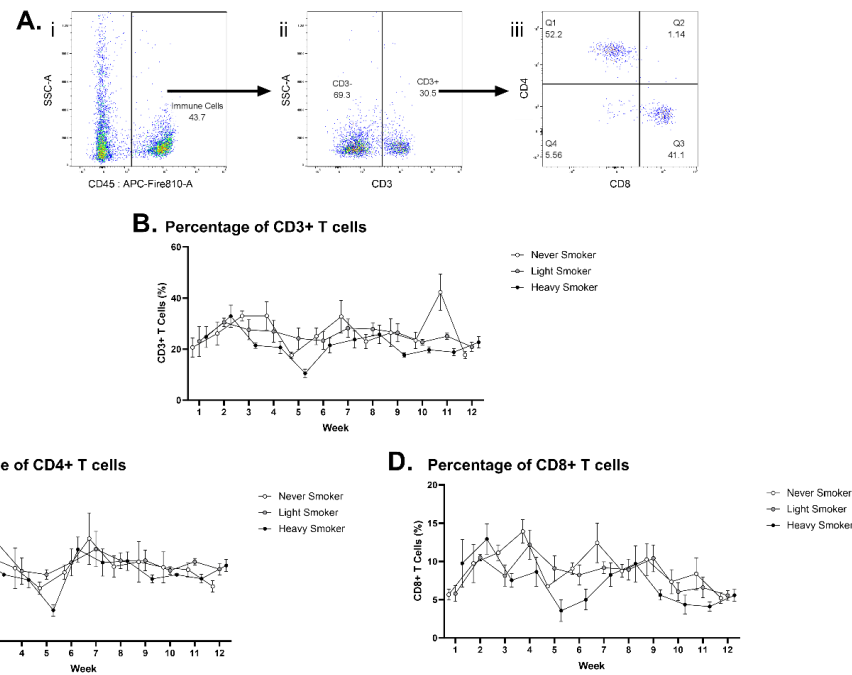 A.
i
ii
iii
SSC-A
Immune Cells
43.7
CD45 : APC-Fire810-A
SSC-A
CD3-
69.3
CD3+
30.5
CD3
CD4
Q1
52.2
Q2
1.14
Q4
5.56
Q3
41.1
CD8
B. Percentage of CD3+ T cells
CD3+ T Cells (%)
60
40
20
0
1 2 3 4 5 6 7 8 9 10 11 12
Week
Never Smoker
Light Smoker
Heavy Smoker
e of CD4+ T cells
4 5 6 7 8 9 10 11 12
Week
Never Smoker
Light Smoker
Heavy Smoker
D. Percentage of CD8+ T cells
CD8+ T Cells (%)
20
15
10
5
0
1 2 3 4 5 6 7 8 9 10 11 12
Week
Never Smoker
Light Smoker
Heavy Smoker